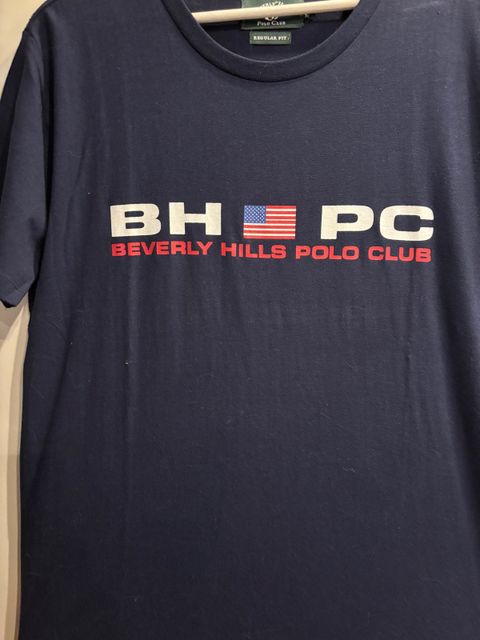 Polo Club
REGULAR FIT
BH PC
BEVERLY HILLS POLO CLUB